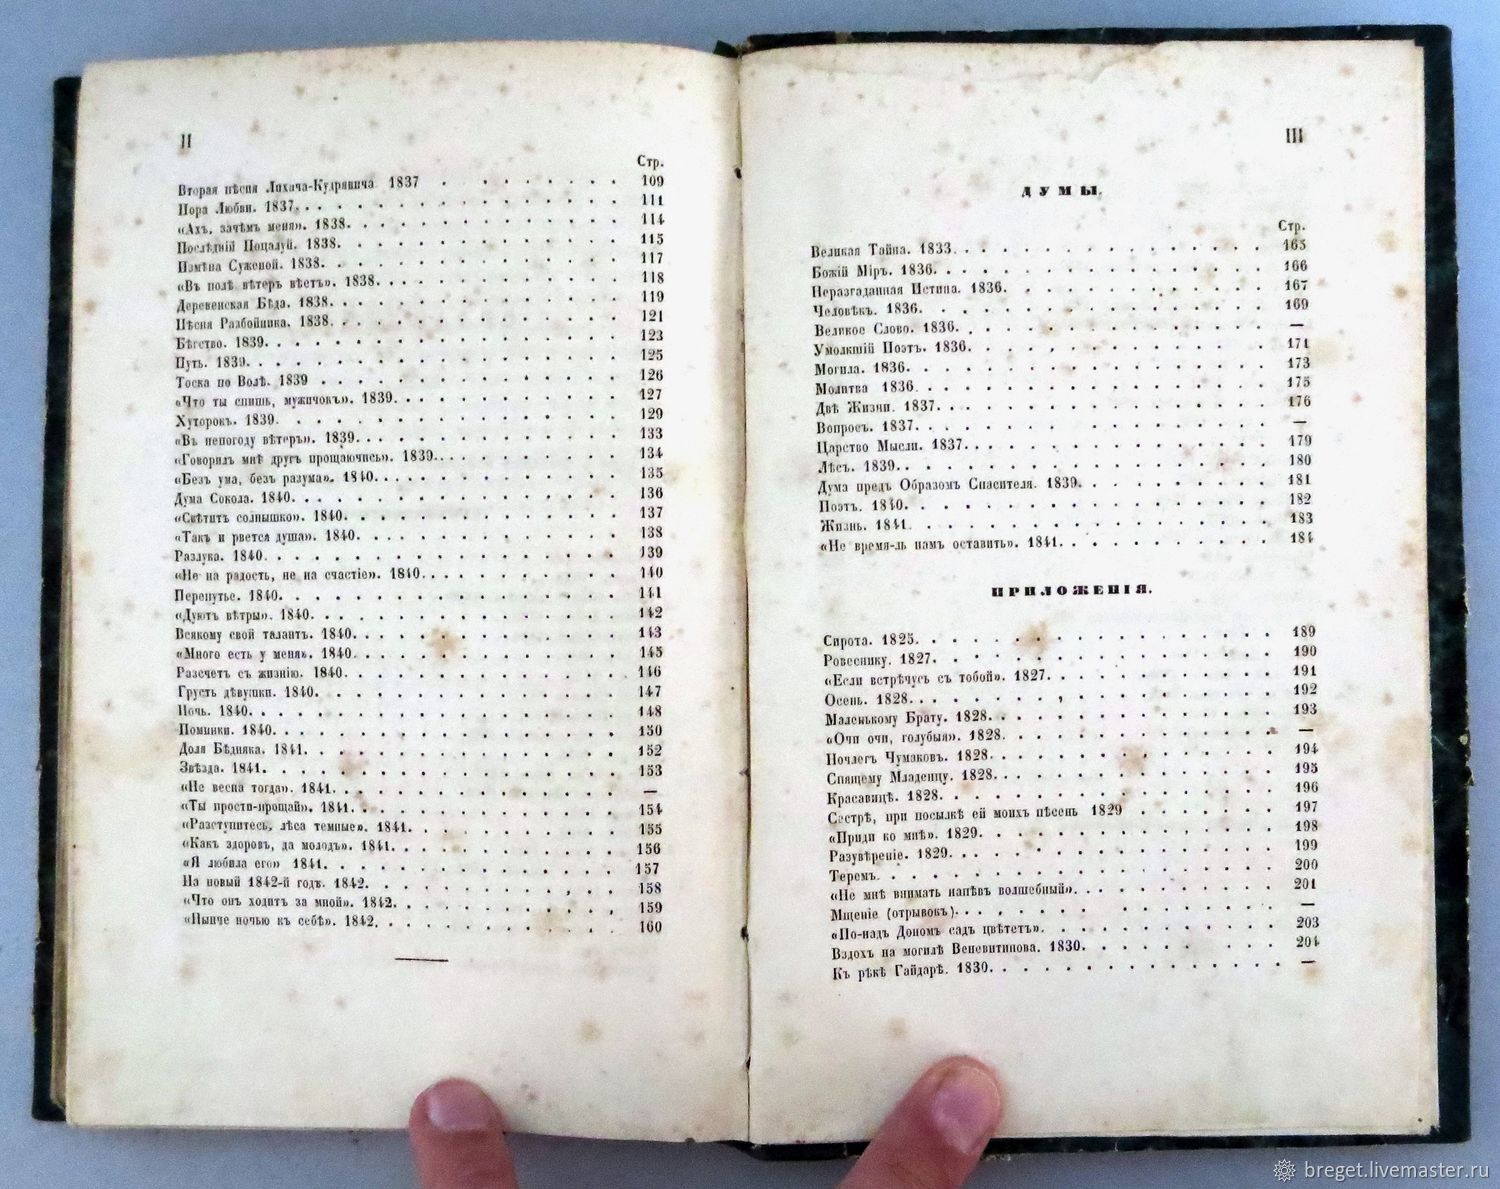 II
Стр.
Вторая пѣсня Лихача-Кудрявича 1837 109
Пора Любви. 1837. 111
«Ахъ, зачѣмъ меня». 1838. 114
Послѣдній Поцалуй. 1838. 115
Измѣна Суженой. 1838. 117
«Въ полѣ вѣтеръ вѣетъ». 1838. 118
Деревенская Бѣда. 1838. 119
Пѣсня Разбойника. 1838. 121
Бѣгство. 1839. 123
Путь. 1839. 125
Тоска по Волѣ. 1839 126
«Что ты спишь, мужичокъ». 1839. 127
Хуторокъ. 1839. 129
«Въ непогоду вѣтеръ». 1839. 133
«Говорилъ мнѣ другъ прощаючись». 1839. 134
«Безъ ума, безъ разума». 1840. 135
Дума Сокола. 1840. 136
«Свѣтитъ солнышко». 1840. 137
«Такъ и рвется душа». 1840. 138
Разлука. 1840. 139
«Не на радость, не на счастіе». 1840. 140
Перепутье. 1840. 141
«Дуютъ вѣтры». 1840. 142
Всякому свой талантъ. 1840. 143
«Много есть у меня». 1840. 145
Разсчетъ съ жизнію. 1840. 146
Грусть дѣвушки. 1840. 147
Ночь. 1840. 148
Поминки. 1840. 150
Доля Бѣдняка. 1841. 152
Звѣзда. 1841. 153
«Не весна тогда». 1841. —
«Ты прости-прощай». 1841. 154
«Разступитесь, лѣса темные». 1841. 155
«Какъ здоровъ, да молодъ». 1841. 156
«Я любила его» 1841. 157
На новый 1842-й годъ. 1842. 158
«Что онъ ходитъ за мной». 1842. 159
«Нынче ночью къ себѣ». 1842. 160
III
ДУМЫ.
Стр.
Великая Тайна. 1833. 165
Божій Міръ. 1836. 166
Неразгаданная Истина. 1836. 167
Человѣкъ. 1836. 169
Великое Слово. 1836. —
Умолкшій Поэтъ. 1836. 171
Могила. 1836. 173
Молитва 1836. 175
Двѣ Жизни. 1837. 176
Вопросъ. 1837. —
Царство Мысли. 1837. 179
Лѣсъ. 1839. 180
Дума предъ Образомъ Спасителя. 1839. 181
Поэтъ. 1840. 182
Жизнь. 1841. 183
«Не время-ль намъ оставить». 1841. 184
ПРИЛОЖЕНІЯ.
Сирота. 1825. 189
Ровеснику. 1827. 190
«Если встрѣчусь съ тобой». 1827. 191
Осень. 1828. 192
Маленькому Брату. 1828. 193
«Очи очи, голубыя». 1828. —
Ночлегъ Чумаковъ. 1828. 194
Спящему Младенцу. 1828. 195
Красавицѣ. 1828. 196
Сестрѣ, при посылкѣ ей моихъ пѣсень 1829 197
«Приди ко мнѣ». 1829. 198
Разувѣреніе. 1829. 199
Теремъ. 200
«Не мнѣ внимать напѣвъ волшебный». 201
Мщеніе (отрывокъ). —
«По-надъ Дономъ садъ цвѣтетъ». 203
Вздохъ на могилѣ Веневитинова. 1830. 204
Къ рѣкѣ Гайдарѣ. 1830. —
breget.livemaster.ru